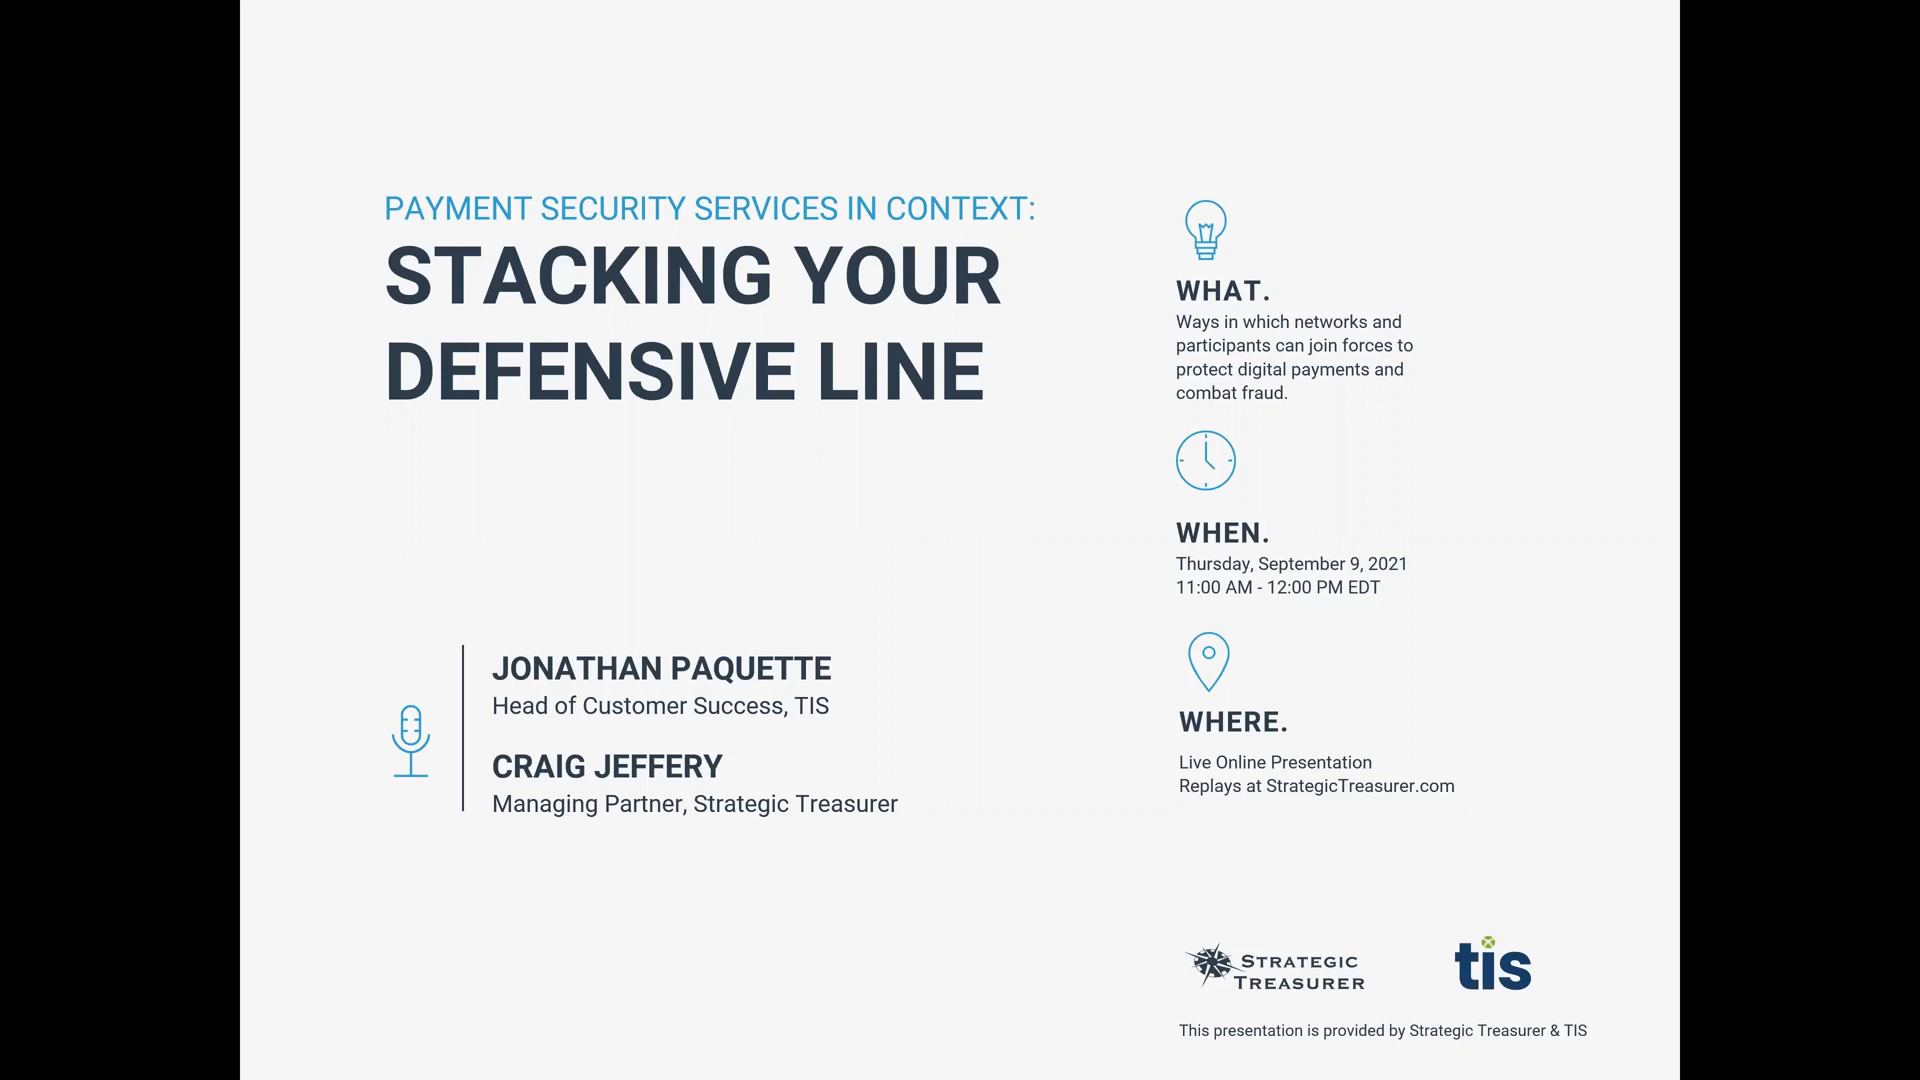 PAYMENT SECURITY SERVICES IN CONTEXT:
STACKING YOUR
DEFENSIVE LINE
JONATHAN PAQUETTE
Head of Customer Success, TIS
CRAIG JEFFERY
Managing Partner, Strategic Treasurer
WHAT.
Ways in which networks and
participants can join forces to
protect digital payments and
combat fraud.
WHEN.
Thursday, September 9, 2021
11:00 AM - 12:00 PM EDT
WHERE.
Live Online Presentation
Replays at StrategicTreasurer.com
STRATEGIC
TREASURER
tis
This presentation is provided by Strategic Treasurer & TIS